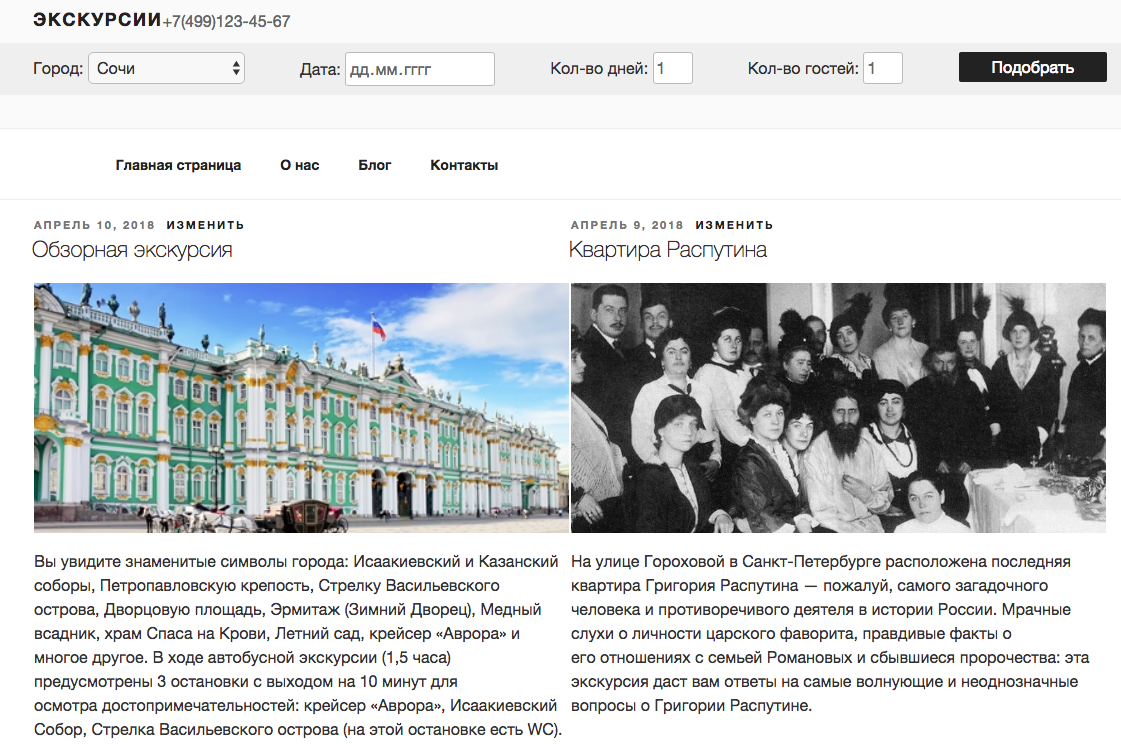 ЭКСКУРСИИ+7(499)123-45-67
Город: Сочи Дата: дд.мм.гггг Кол-во дней: 1 Кол-во гостей: 1 Подобрать
Главная страница О нас Блог Контакты
АПРЕЛЬ 10, 2018 ИЗМЕНИТЬ
Обзорная экскурсия
Вы увидите знаменитые символы города: Исаакиевский и Казанский
соборы, Петропавловскую крепость, Стрелку Васильевского
острова, Дворцовую площадь, Эрмитаж (Зимний Дворец), Медный
всадник, храм Спаса на Крови, Летний сад, крейсер «Аврора» и
многое другое. В ходе автобусной экскурсии (1,5 часа)
предусмотрены 3 остановки с выходом на 10 минут для
осмотра достопримечательностей: крейсер «Аврора», Исаакиевский
Собор, Стрелка Васильевского острова (на этой остановке есть WC).
АПРЕЛЬ 9, 2018 ИЗМЕНИТЬ
Квартира Распутина
На улице Гороховой в Санкт-Петербурге расположена последняя
квартира Григория Распутина — пожалуй, самого загадочного
человека и противоречивого деятеля в истории России. Мрачные
слухи о личности царского фаворита, правдивые факты о
его отношениях с семьей Романовых и сбывшиеся пророчества: эта
экскурсия даст вам ответы на самые волнующие и неоднозначные
вопросы о Григории Распутине.